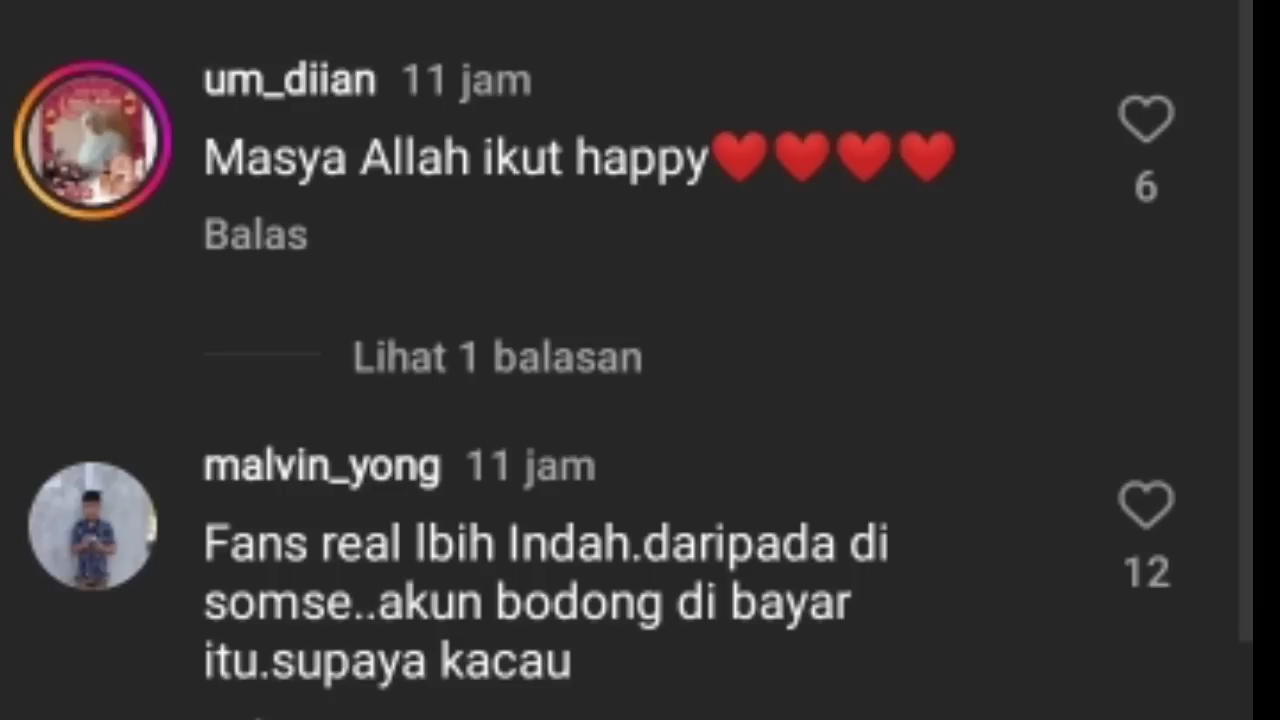 um_diian 11 jam
Masya Allah ikut happy❤️❤️❤️❤️
6
Balas
Lihat 1 balasan
malvin_yong 11 jam
Fans real lbih Indah.daripada di
somse..akun bodong di bayar
itu.supaya kacau
12